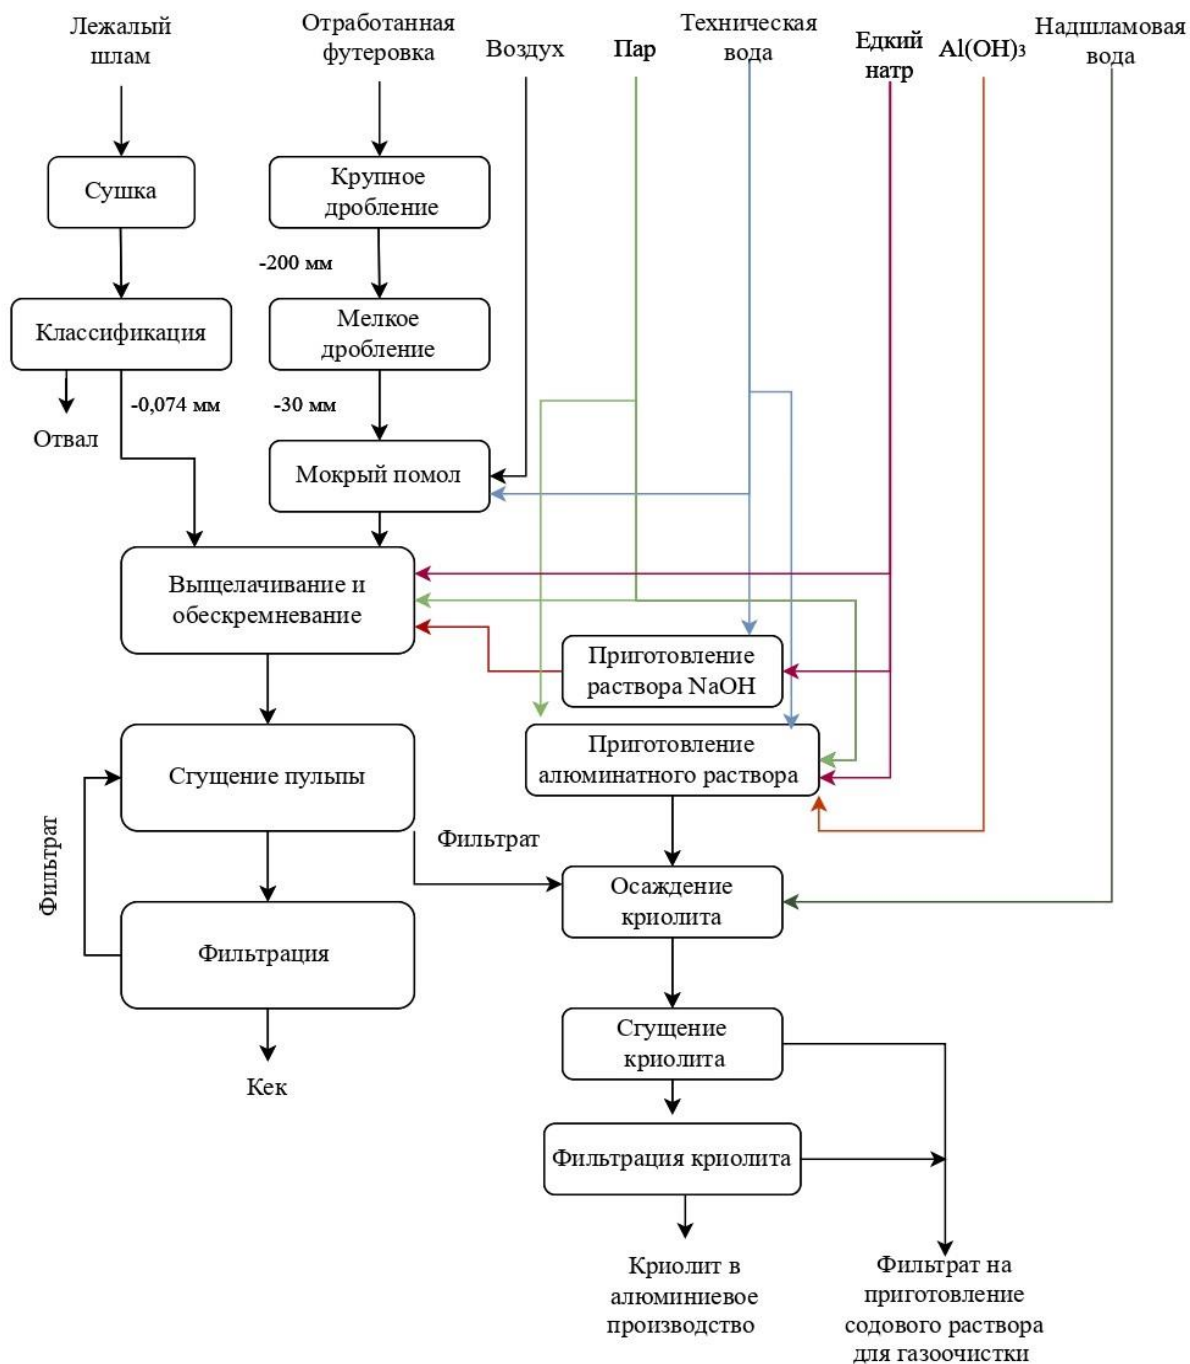 Лежалый
шлам
Отработанная
футеровка
Воздух
Пар
Техническая
вода
Едкий
натр
Al(OH)₃
Надшламовая
вода
Сушка
Крупное
дробление
-200 мм
Классификация
Мелкое
дробление
-0,074 мм
-30 мм
Отвал
Мокрый помол
Выщелачивание и
обескремневание
Приготовление
раствора NaOH
Сгущение пульпы
Приготовление
алюминатного раствора
Фильтрат
Фильтрат
Осаждение
криолита
Фильтрация
Сгущение
криолита
Кек
Фильтрация криолита
Криолит в
алюминиевое
производство
Фильтрат на
приготовление
содового раствора
для газоочистки